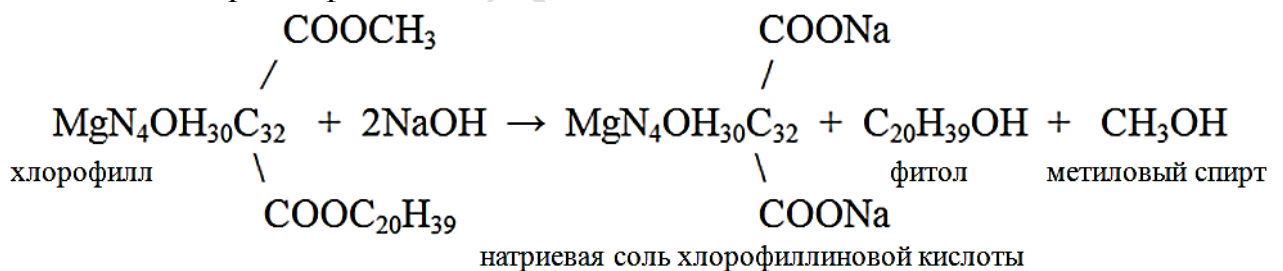 COOCH₃ COONa
/ /
MgN₄OH₃₀C₃₂ + 2NaOH → MgN₄OH₃₀C₃₂ + C₂₀H₃₉OH + CH₃OH
хлорофилл \ \ фитол метиловый спирт
COOC₂₀H₃₉ COONa
натриевая соль хлорофиллиновой кислоты